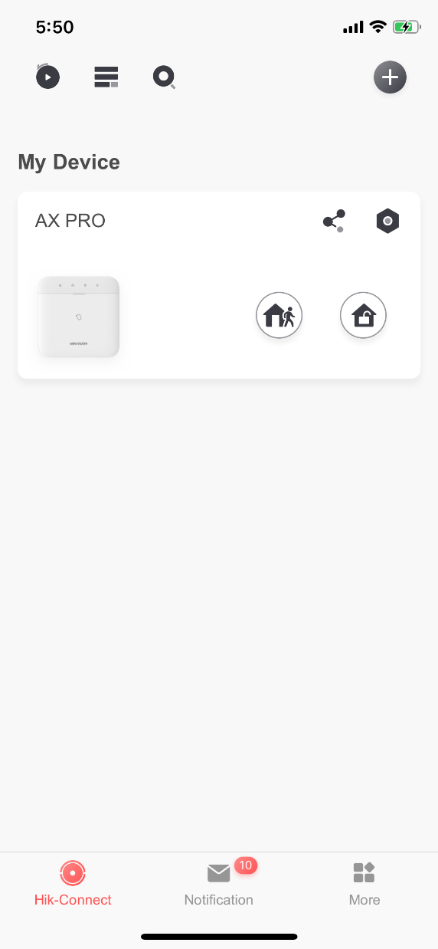 5:50
My Device
AX PRO
10
Hik-Connect
Notification
More